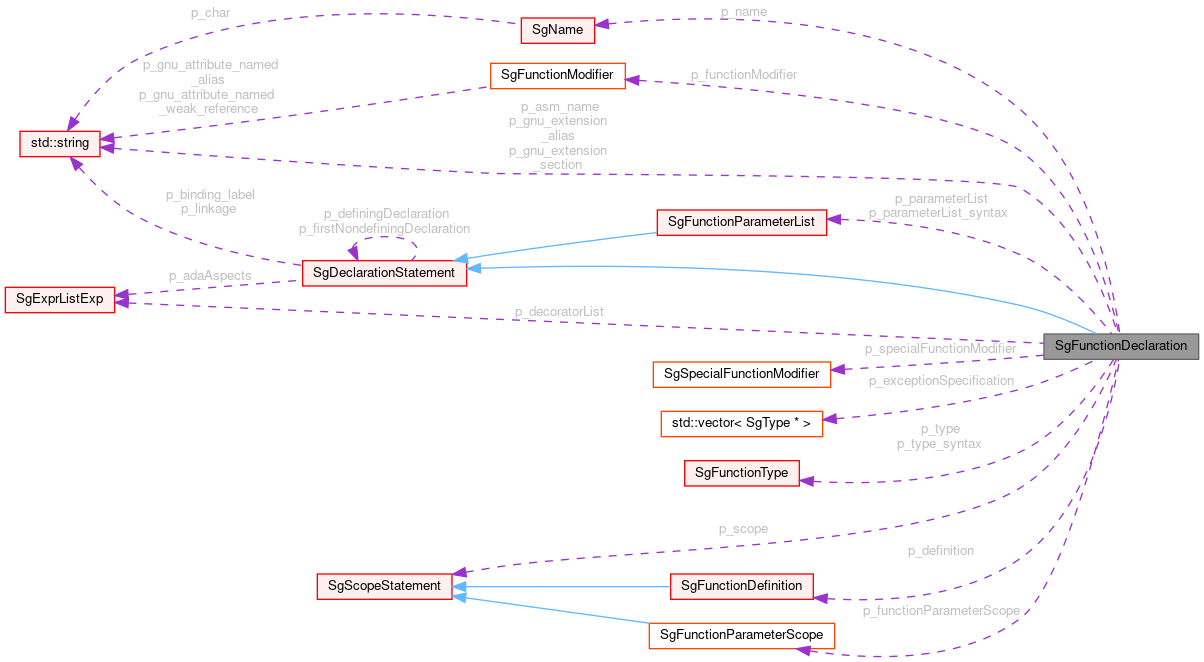 p_char
p_name
SgName
p_gnu_attribute_named
_alias
p_gnu_attribute_named
_weak_reference
SgFunctionModifier
p_functionModifier
p_asm_name
p_gnu_extension
_alias
p_gnu_extension
_section
std::string
p_binding_label
p_linkage
p_definingDeclaration
p_firstNondefiningDeclaration
SgFunctionParameterList
p_parameterList
p_parameterList_syntax
SgDeclarationStatement
p_adaAspects
SgExprListExp
p_decoratorList
SgFunctionDeclaration
p_specialFunctionModifier
SgSpecialFunctionModifier
p_exceptionSpecification
std::vector< SgType * >
p_type
p_type_syntax
SgFunctionType
p_scope
p_definition
SgScopeStatement
SgFunctionDefinition
p_functionParameterScope
SgFunctionParameterScope